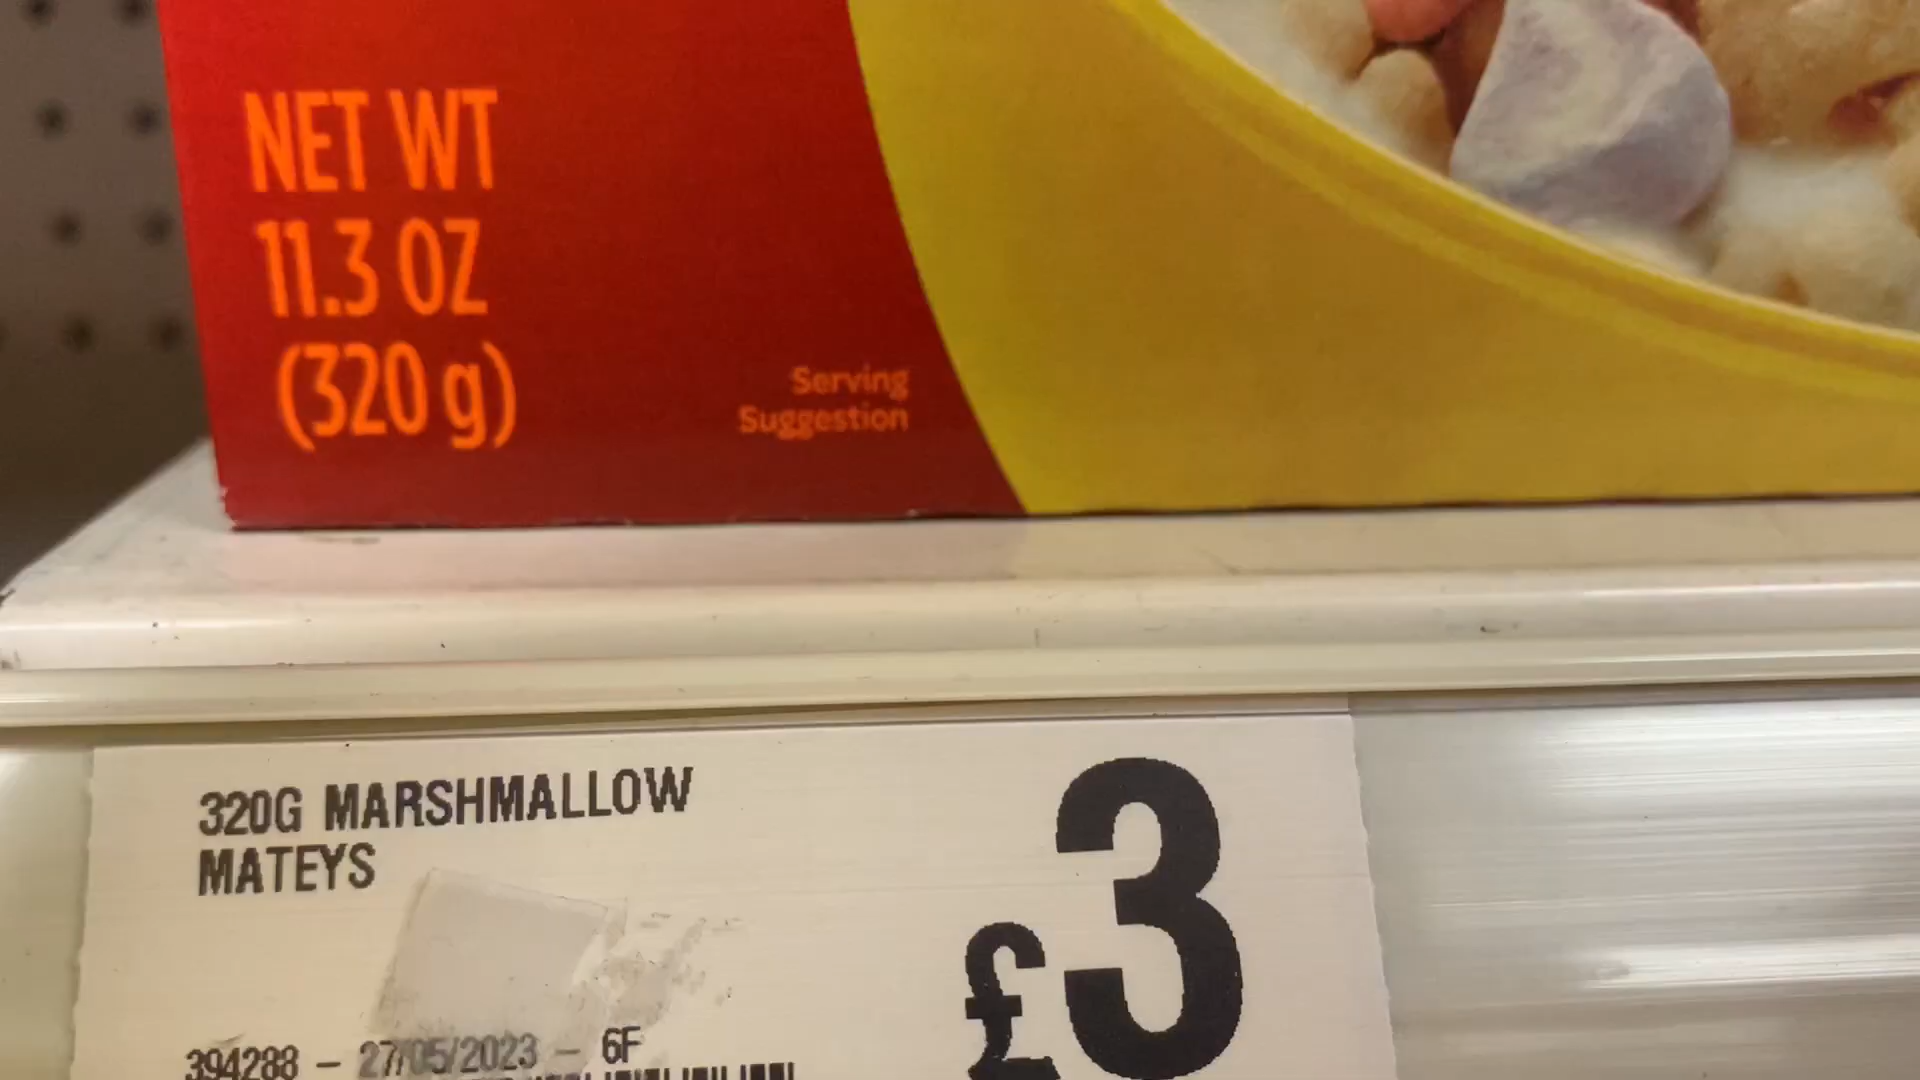 NET WT
11.3 OZ
(320 g)
Serving
Suggestion
320G MARSHMALLOW
MATEYS
£3
394288 – 27/05/2023 – 6F